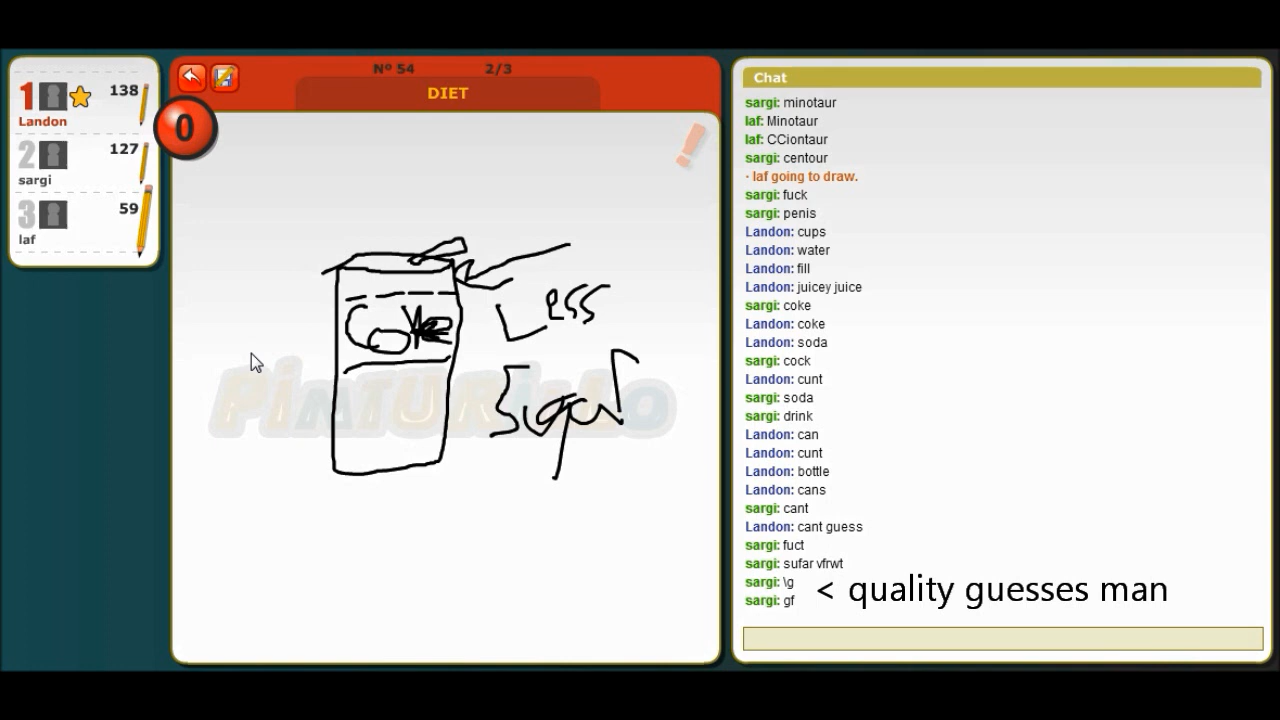 1 138
Landon
2 127
sargi
3 59
laf
0
Nº 54 2/3
DIET
!
Coke
Less
Sugar
PinTURiLLo
Chat
sargi: minotaur
laf: Minotaur
laf: CCiontaur
sargi: centour
· laf going to draw.
sargi: fuck
sargi: penis
Landon: cups
Landon: water
Landon: fill
Landon: juicey juice
sargi: coke
Landon: coke
Landon: soda
sargi: cock
Landon: cunt
sargi: soda
sargi: drink
Landon: can
Landon: cunt
Landon: bottle
Landon: cans
sargi: cant
Landon: cant guess
sargi: fuct
sargi: sufar vfrwt
sargi: \g
sargi: gf
< quality guesses man